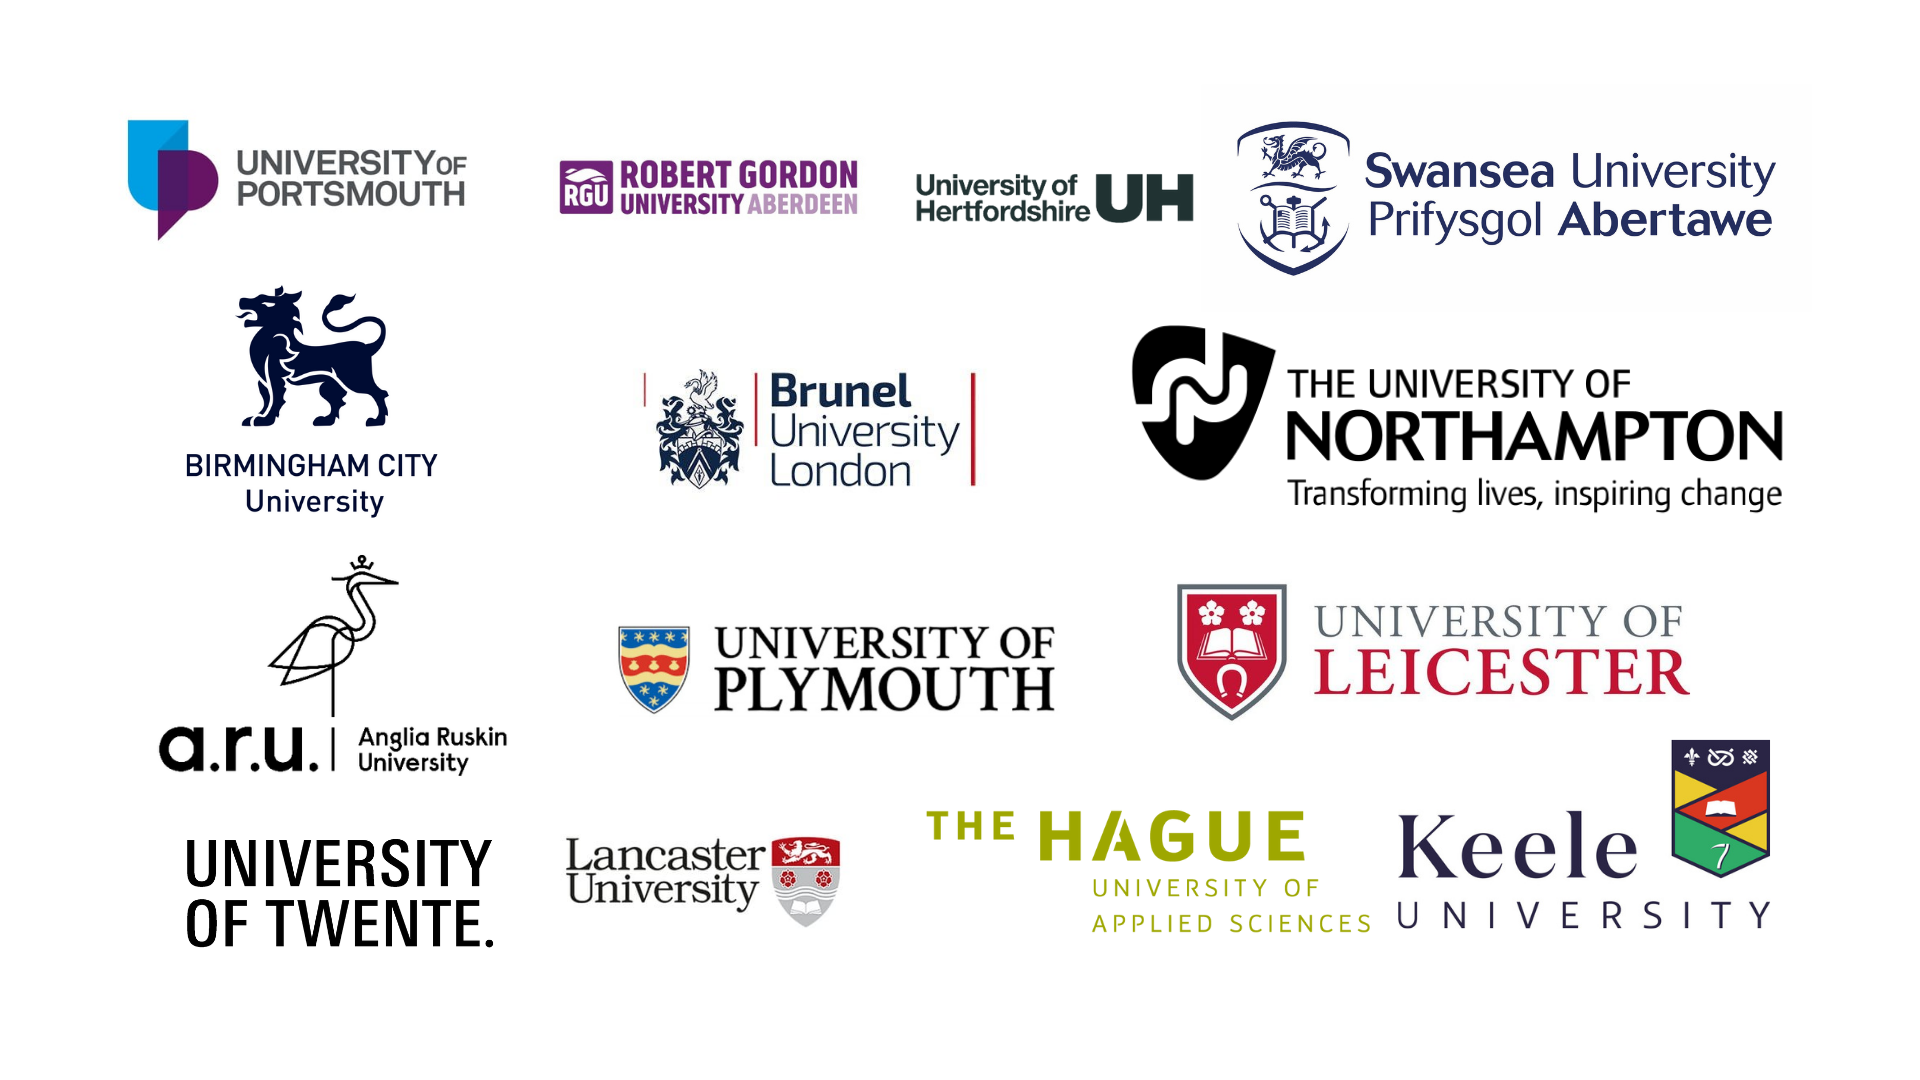 UNIVERSITY OF
PORTSMOUTH
RGU
ROBERT GORDON
UNIVERSITY ABERDEEN
University of
Hertfordshire
UH
Swansea University
Prifysgol Abertawe
BIRMINGHAM CITY
University
Brunel
University
London
THE UNIVERSITY OF
NORTHAMPTON
Transforming lives, inspiring change
a.r.u.
Anglia Ruskin
University
UNIVERSITY OF
PLYMOUTH
UNIVERSITY OF
LEICESTER
UNIVERSITY
OF TWENTE.
Lancaster
University
THE HAGUE
UNIVERSITY OF
APPLIED SCIENCES
Keele
UNIVERSITY